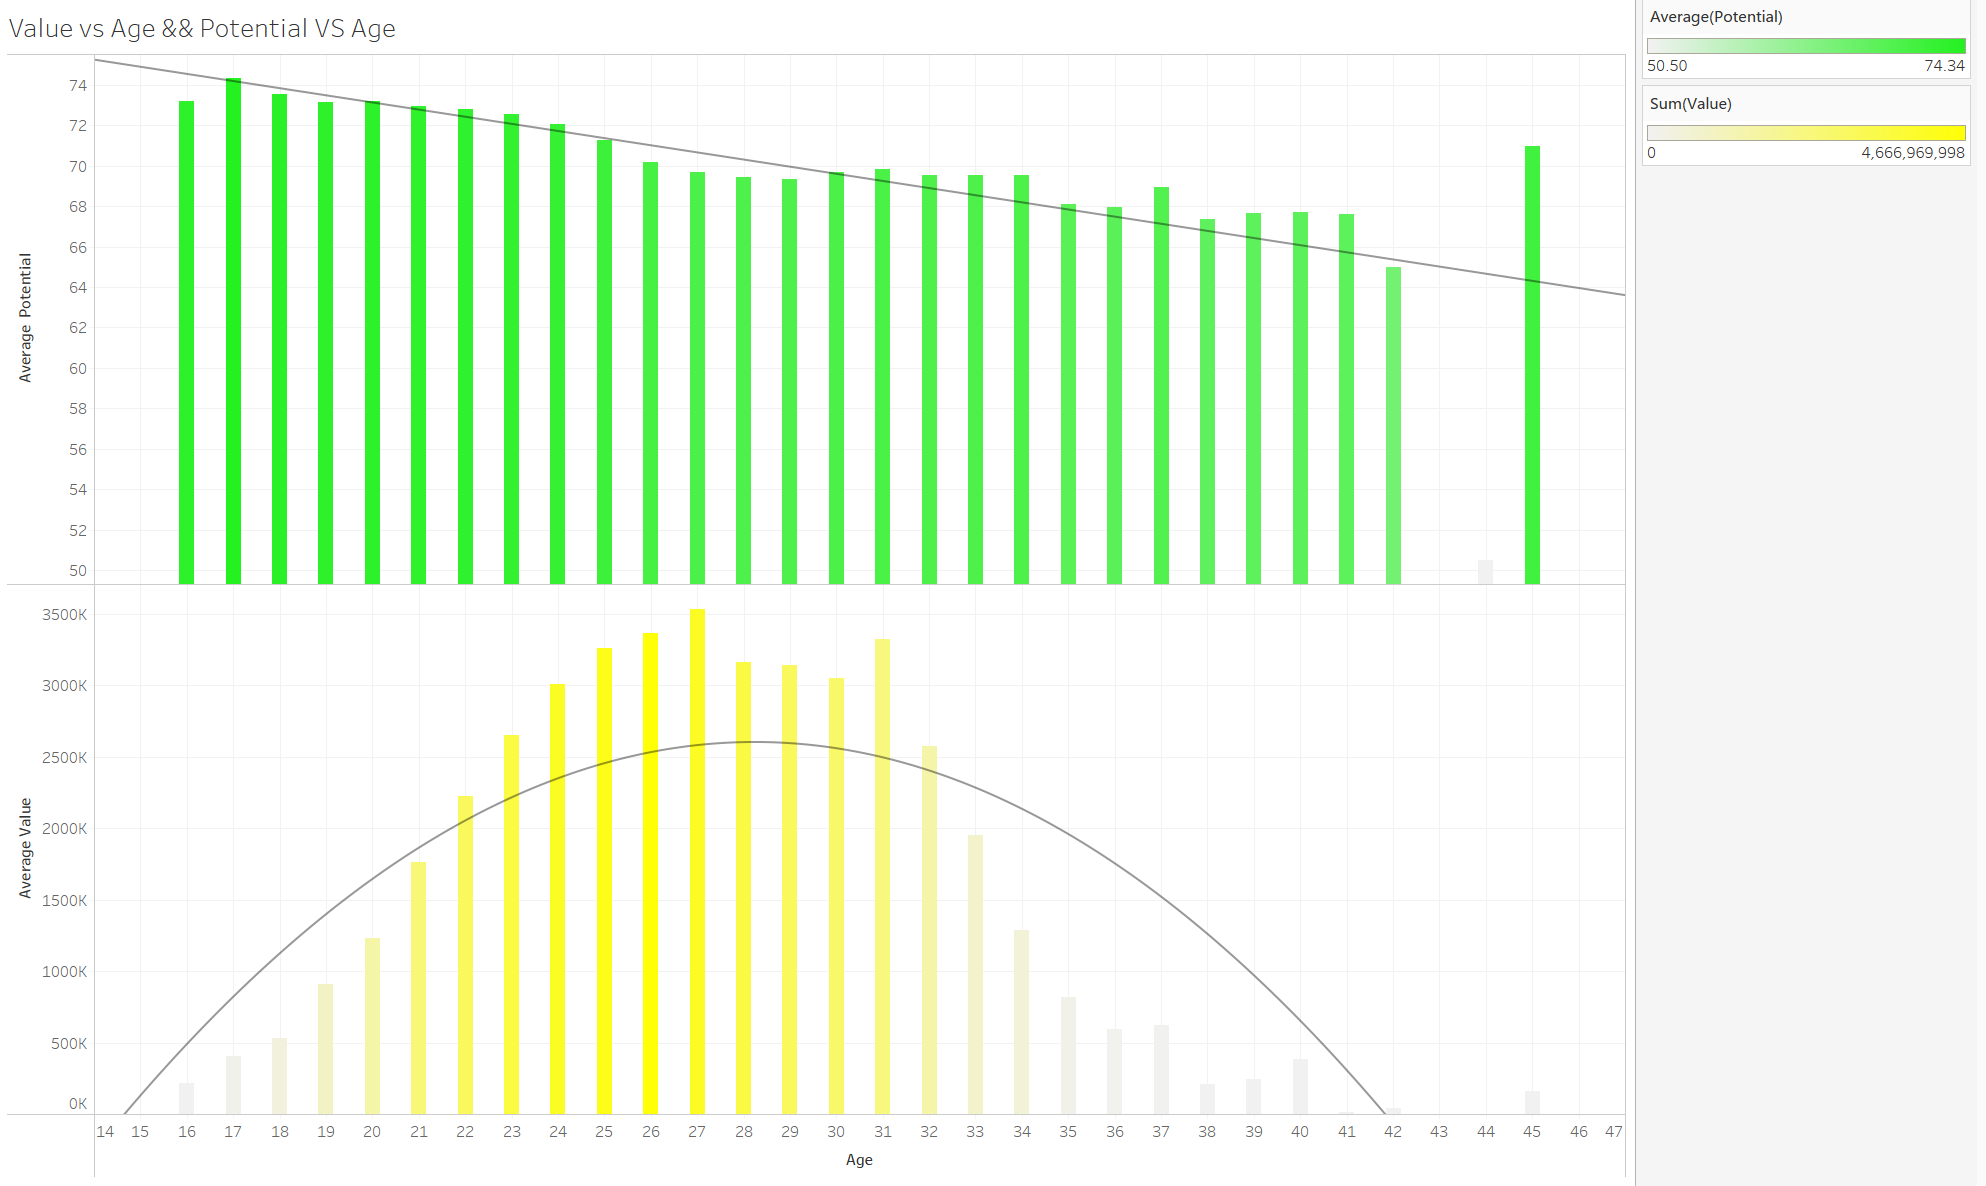 Value vs Age && Potential VS Age
Average(Potential)
50.50 74.34
Sum(Value)
0 4,666,969,998
Average Potential
74
72
70
68
66
64
62
60
58
56
54
52
50
Average Value
3500K
3000K
2500K
2000K
1500K
1000K
500K
0K
14 15 16 17 18 19 20 21 22 23 24 25 26 27 28 29 30 31 32 33 34 35 36 37 38 39 40 41 42 43 44 45 46 47
Age